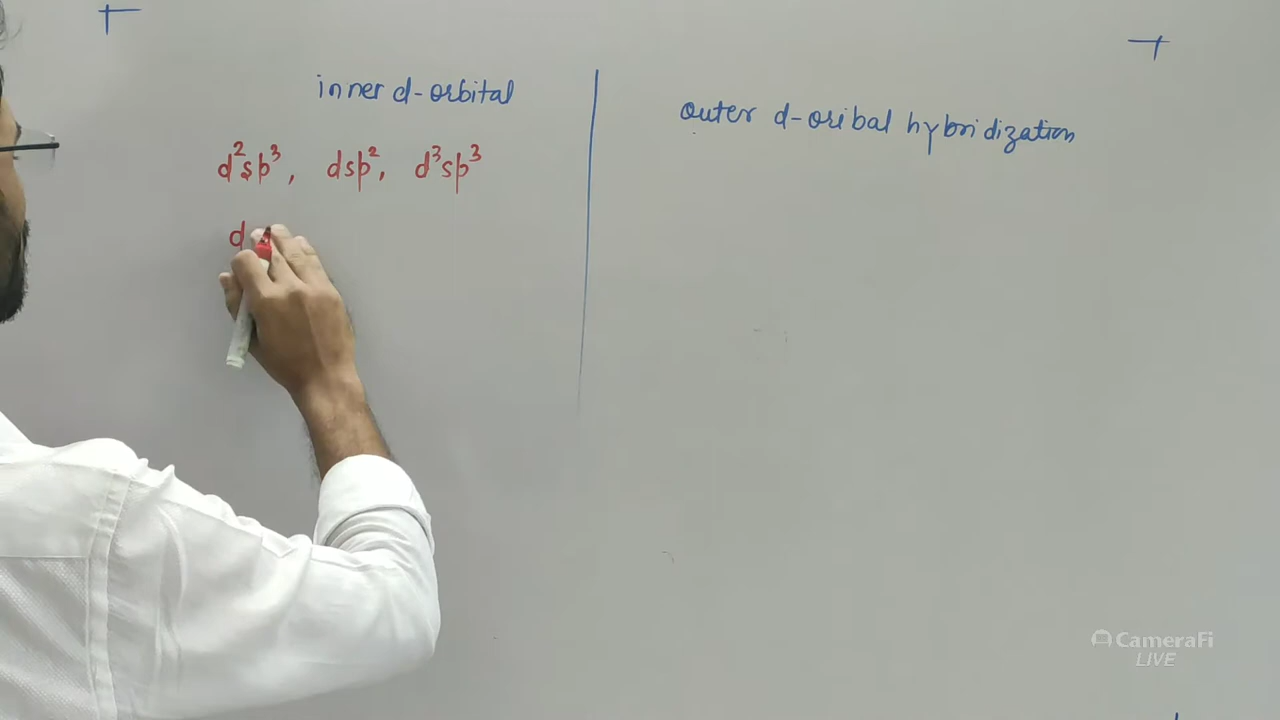 inner d-orbital
outer d-oribal hybridization
d²sp³, dsp², d³sp³
d
CameraFi
LIVE